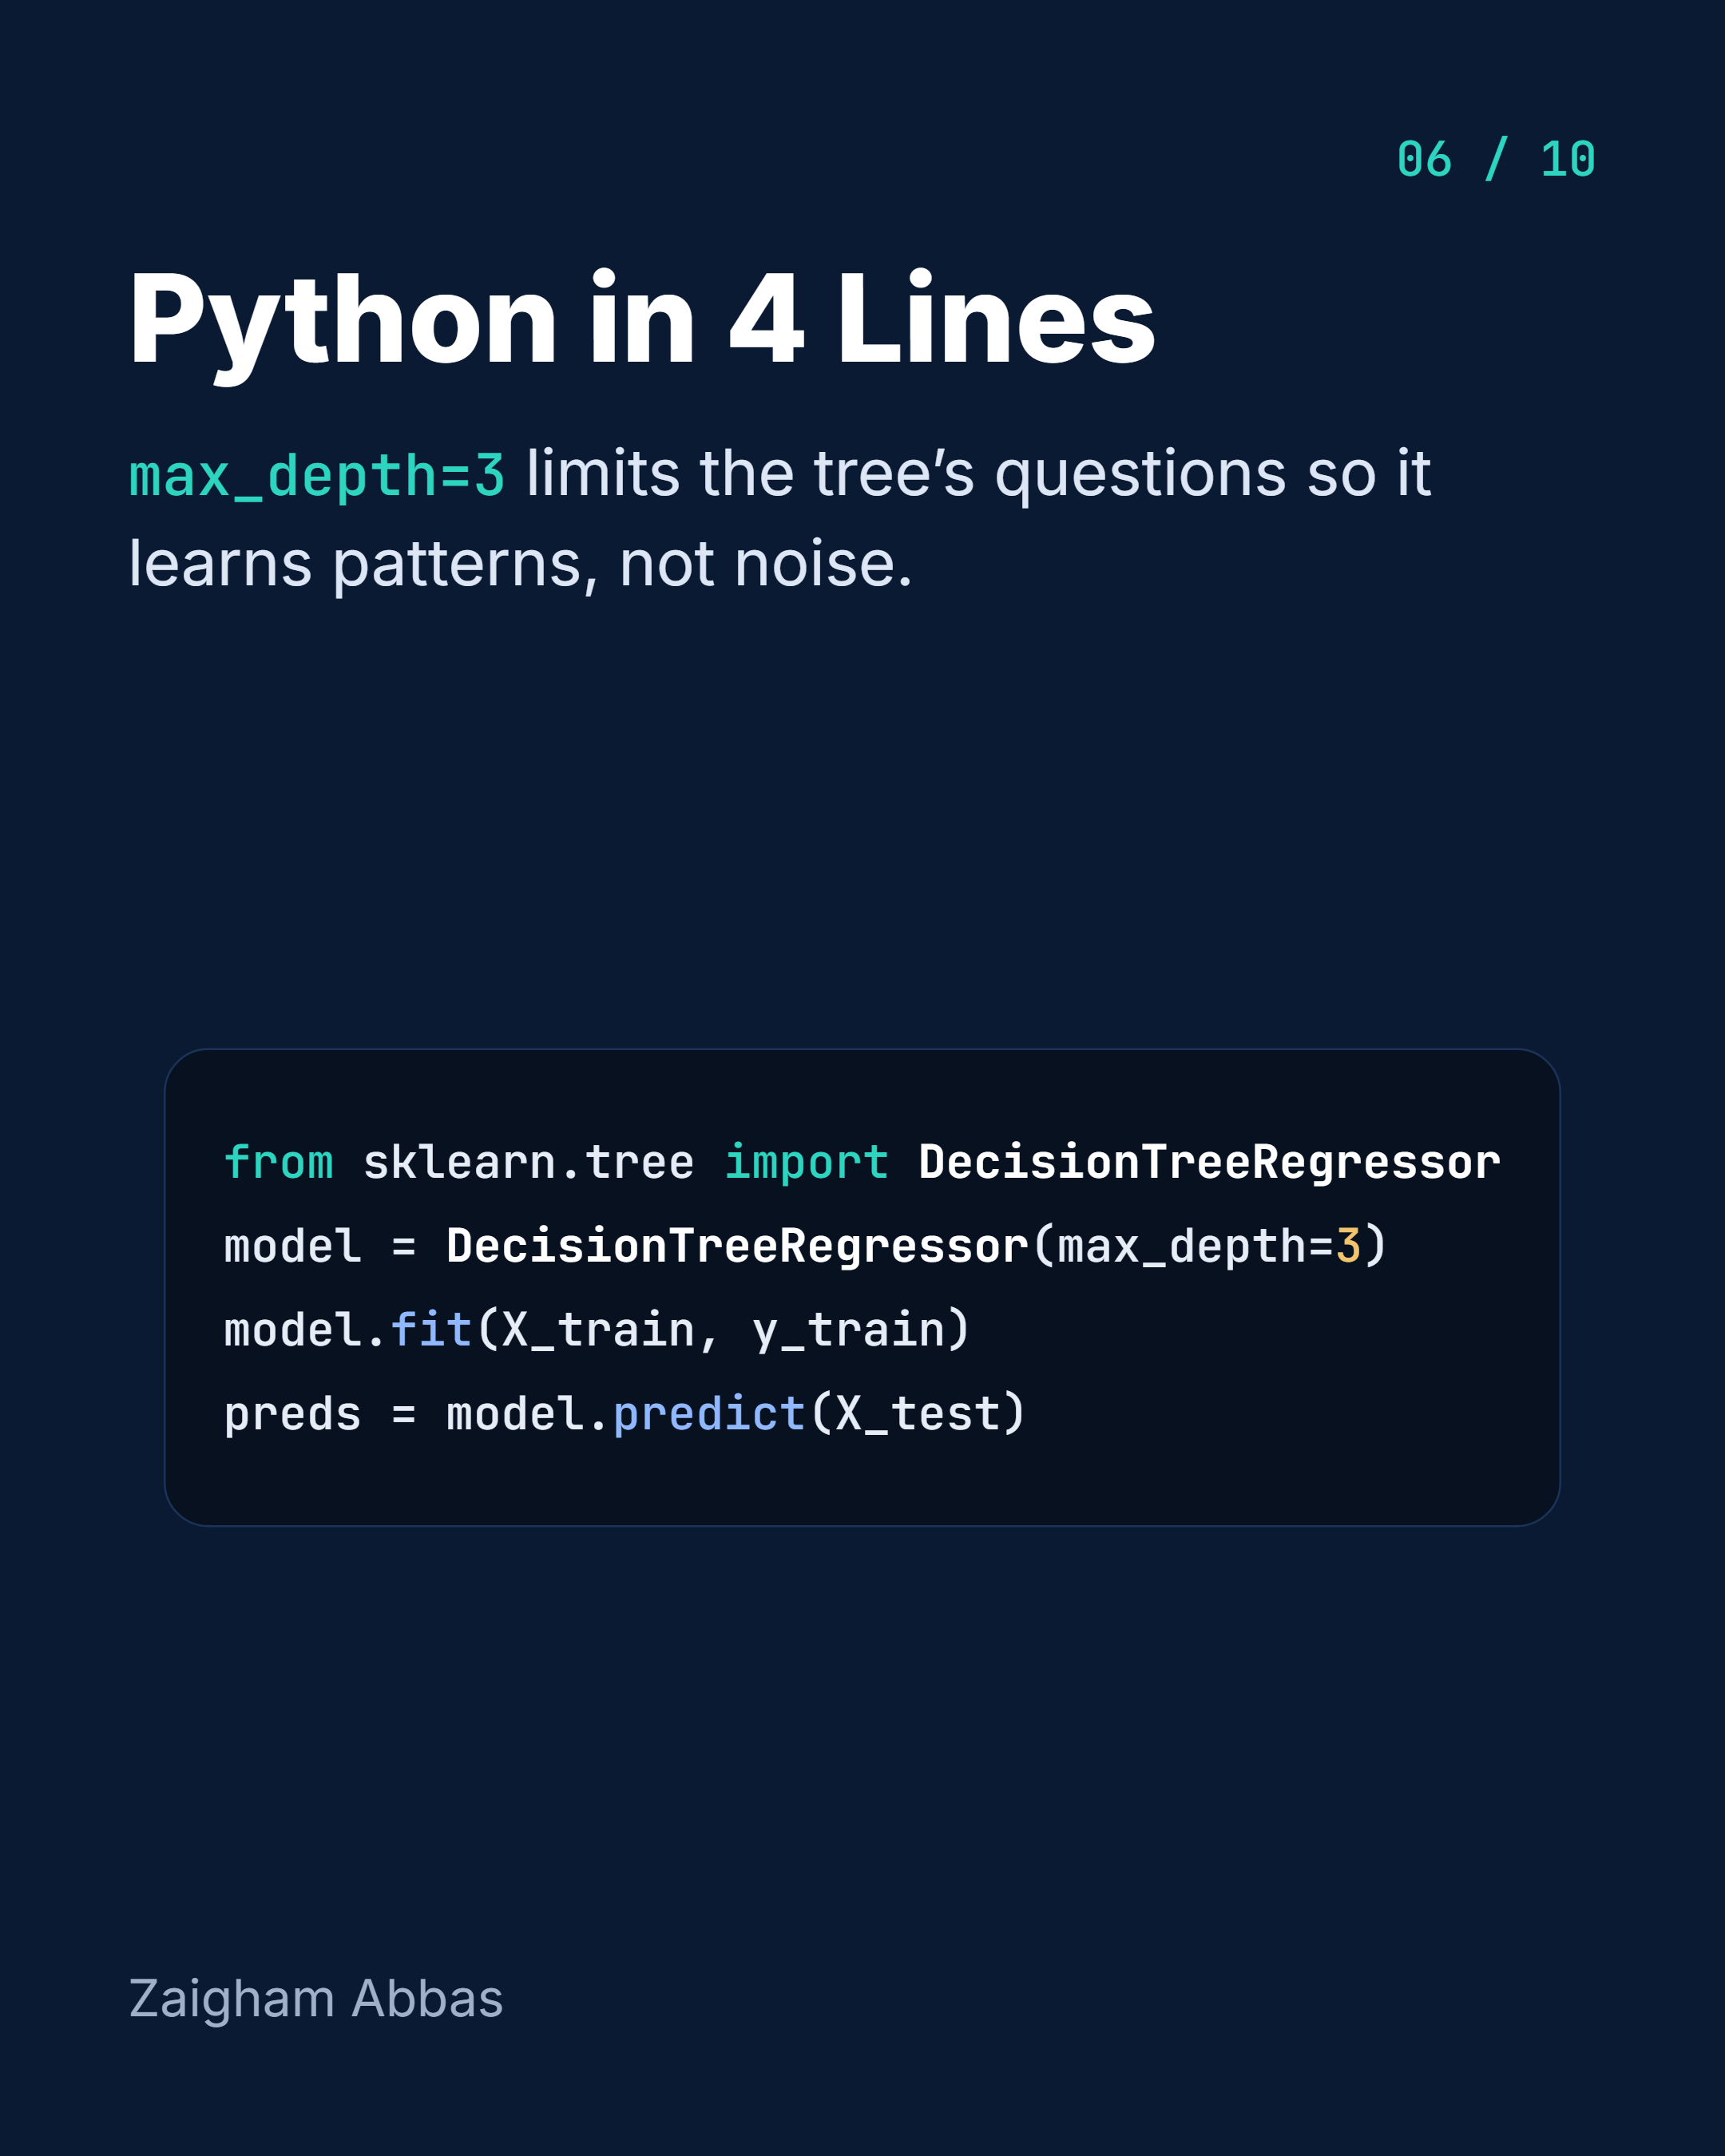 06 / 10
Python in 4 Lines
max_depth=3 limits the tree’s questions so it
learns patterns, not noise.
from sklearn.tree import DecisionTreeRegressor
model = DecisionTreeRegressor(max_depth=3)
model.fit(X_train, y_train)
preds = model.predict(X_test)
Zaigham Abbas